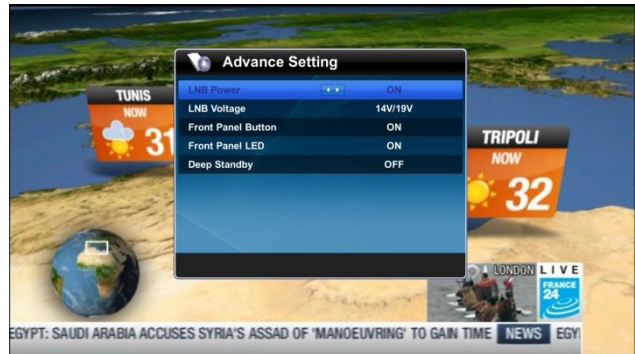 Advance Setting
LNB Power ON
LNB Voltage 14V/19V
Front Panel Button ON
Front Panel LED ON
Deep Standby OFF
TUNIS
NOW
31
TRIPOLI
NOW
32
LONDON LIVE
FRANCE
24
EGYPT: SAUDI ARABIA ACCUSES SYRIA'S ASSAD OF 'MANOEUVRING' TO GAIN TIME NEWS EGY